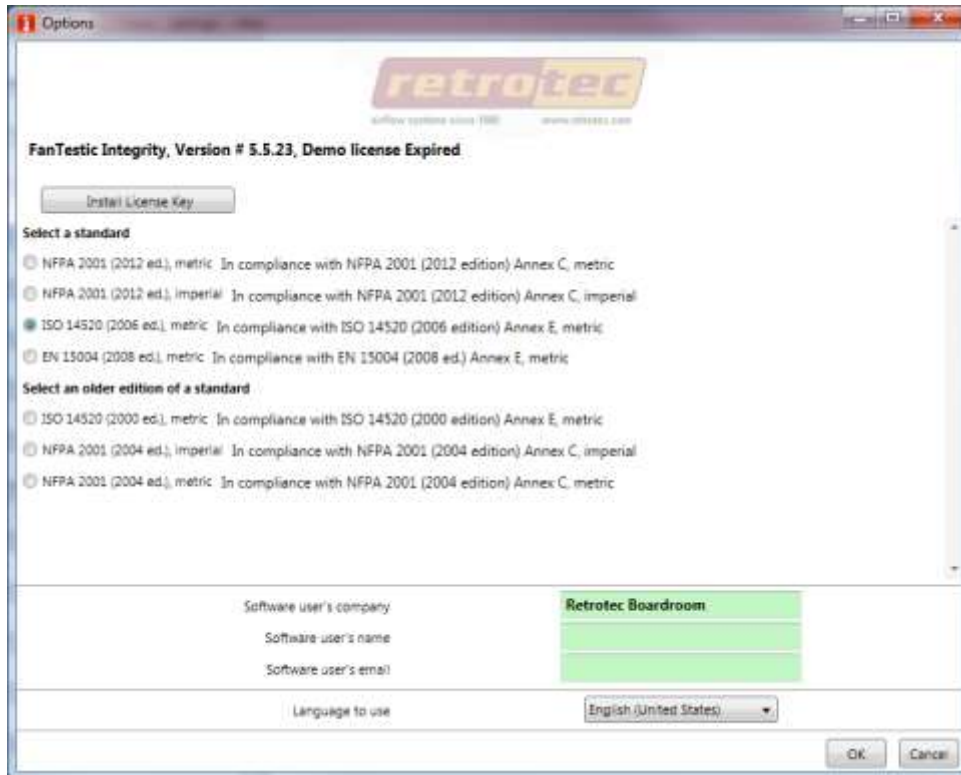 Options
retrotec
airflow systems since 1980 www.retrotec.com
FanTestic Integrity, Version # 5.5.23, Demo license Expired
Install License Key
Select a standard
NFPA 2001 (2012 ed.), metric In compliance with NFPA 2001 (2012 edition) Annex C, metric
NFPA 2001 (2012 ed.), imperial In compliance with NFPA 2001 (2012 edition) Annex C, imperial
ISO 14520 (2006 ed.), metric In compliance with ISO 14520 (2006 edition) Annex E, metric
EN 15004 (2008 ed.), metric In compliance with EN 15004 (2008 ed.) Annex E, metric
Select an older edition of a standard
ISO 14520 (2000 ed.), metric In compliance with ISO 14520 (2000 edition) Annex E, metric
NFPA 2001 (2004 ed.), imperial In compliance with NFPA 2001 (2004 edition) Annex C, imperial
NFPA 2001 (2004 ed.), metric In compliance with NFPA 2001 (2004 edition) Annex C, metric
Software user's company Retrotec Boardroom
Software user's name
Software user's email
Language to use English (United States)
OK Cancel